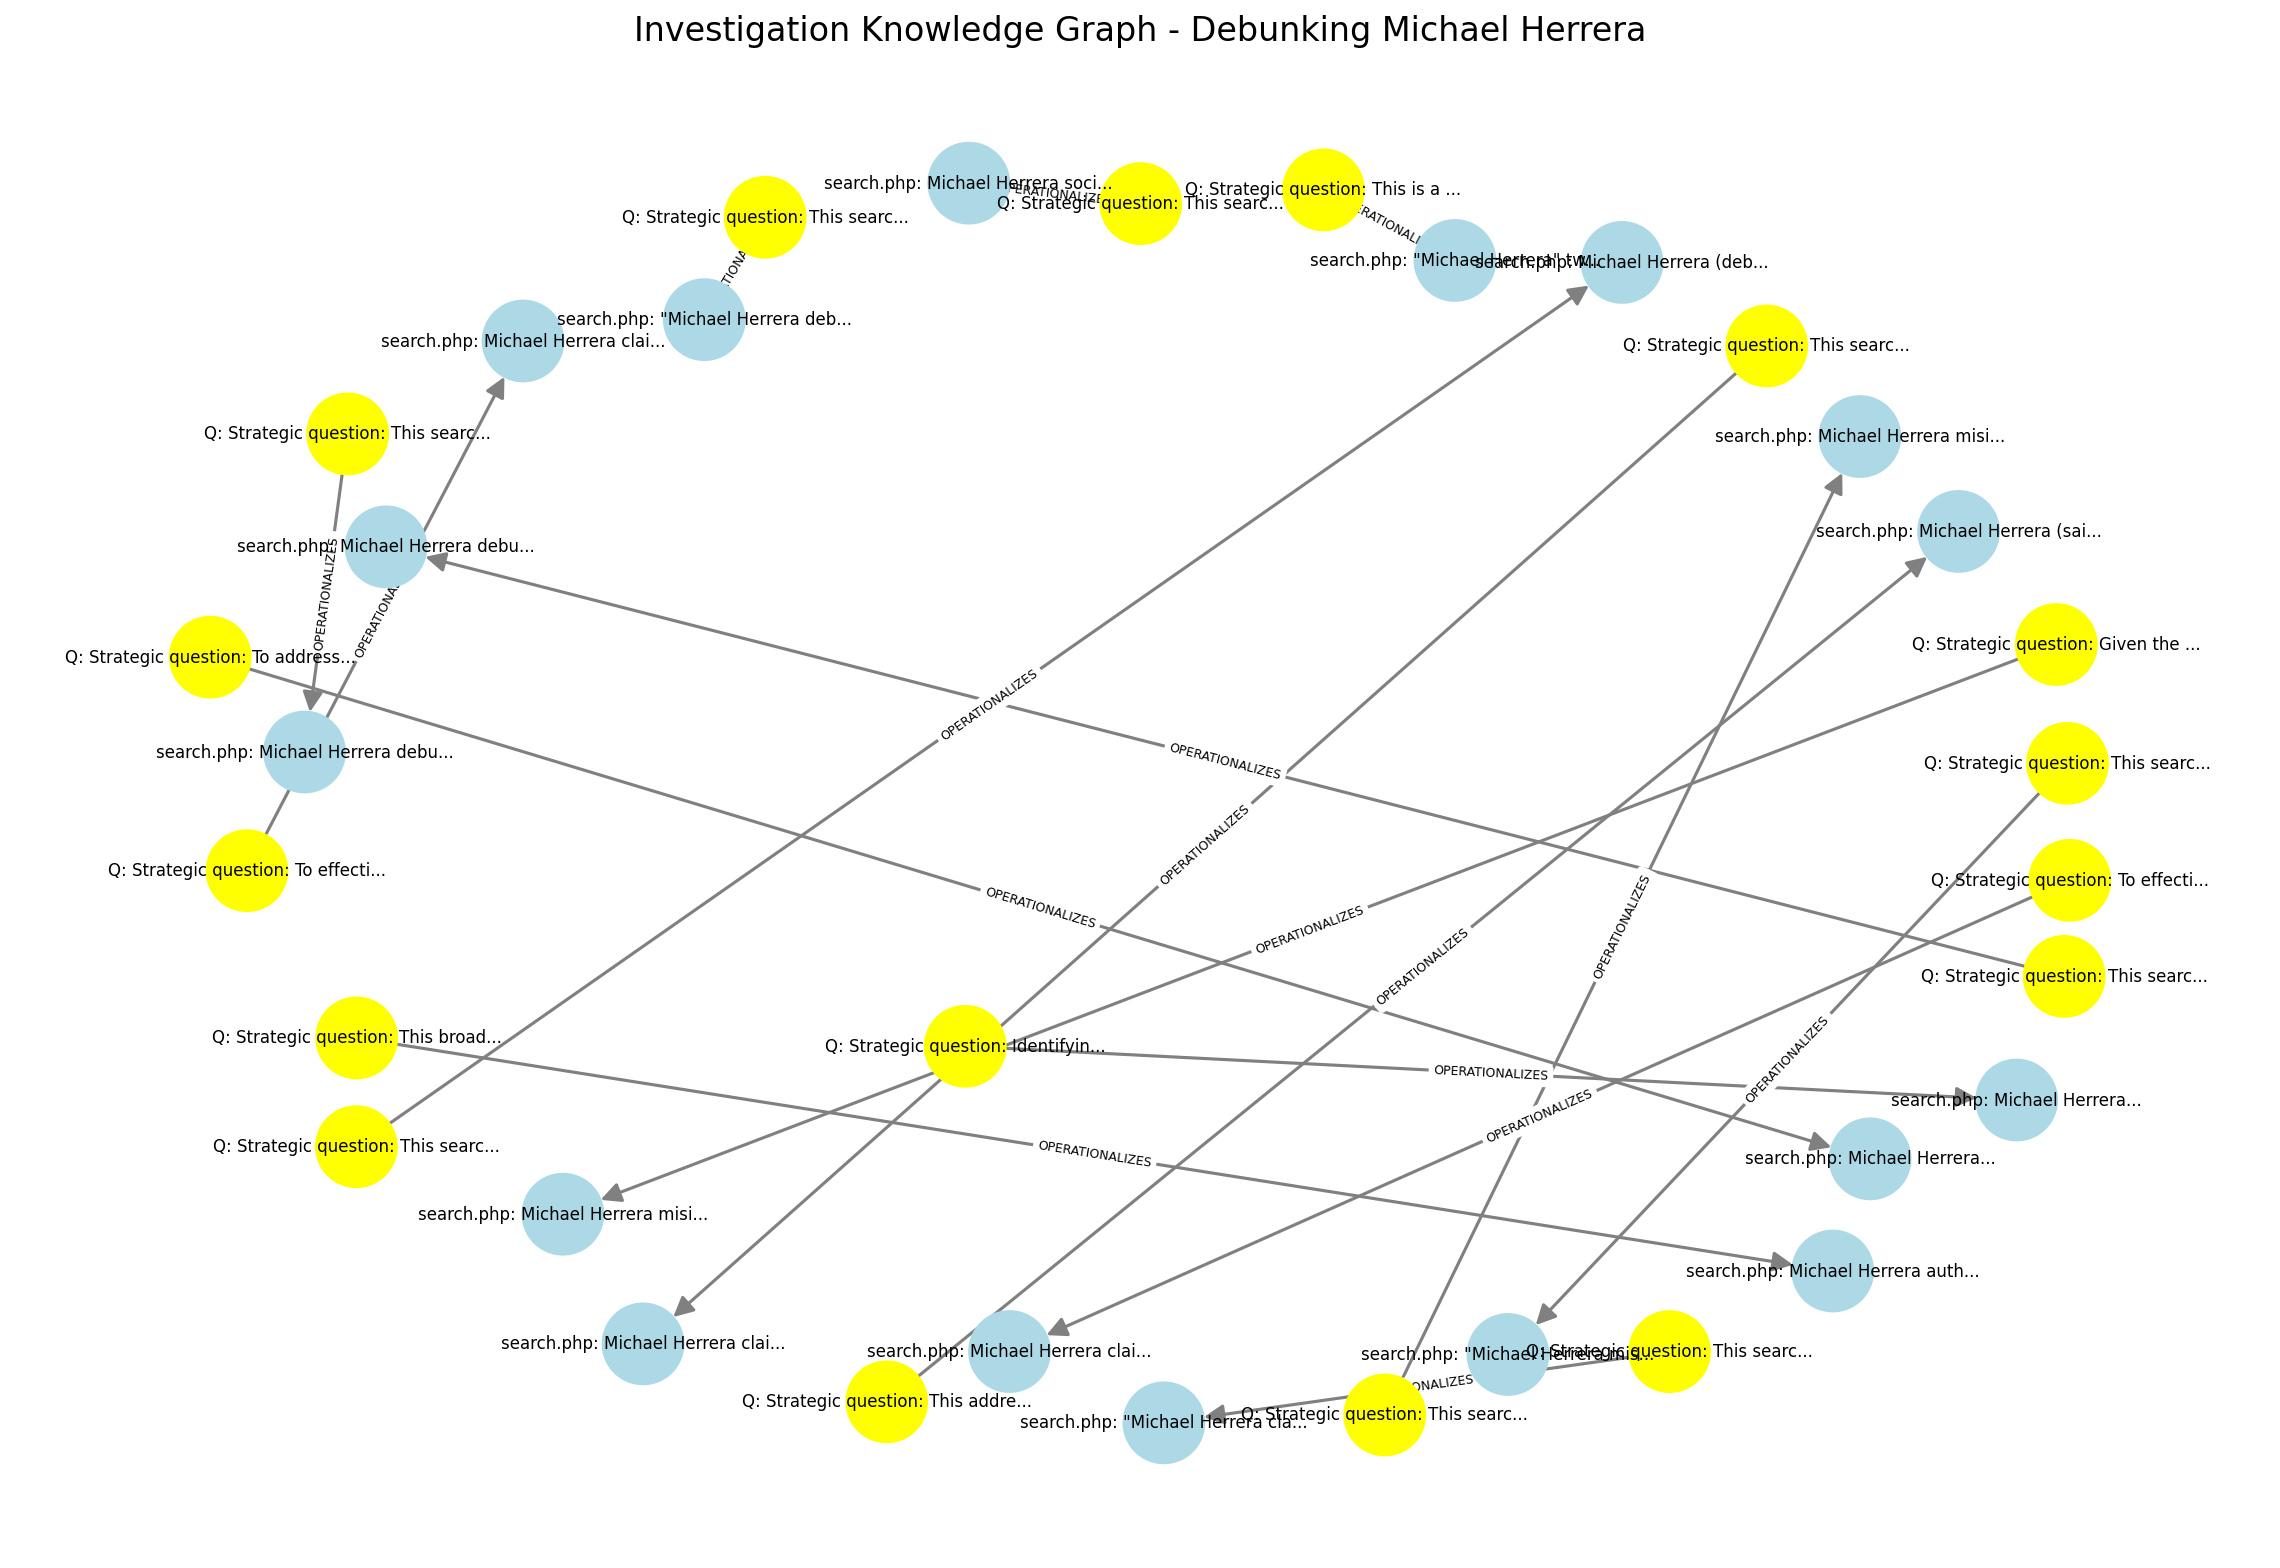 Investigation Knowledge Graph - Debunking Michael Herrera
search.php: Michael Herrera soci...
Q: Strategic question: This is a ...
OPERATIONALIZES
Q: Strategic question: This searc...
Q: Strategic question: This searc...
search.php: "Michael Herrera" tw...
search.php: Michael Herrera (deb...
search.php: "Michael Herrera deb...
search.php: Michael Herrera clai...
Q: Strategic question: This searc...
Q: Strategic question: This searc...
search.php: Michael Herrera misi...
search.php: Michael Herrera (sai...
search.php: Michael Herrera debu...
OPERATIONALIZES
Q: Strategic question: Given the ...
Q: Strategic question: To address...
OPERATIONALIZES
search.php: Michael Herrera debu...
OPERATIONALIZES
Q: Strategic question: This searc...
OPERATIONALIZES
Q: Strategic question: To effecti...
Q: Strategic question: To effecti...
OPERATIONALIZES
OPERATIONALIZES
OPERATIONALIZES
OPERATIONALIZES
Q: Strategic question: This searc...
Q: Strategic question: This broad...
Q: Strategic question: Identifyin...
OPERATIONALIZES
OPERATIONALIZES
search.php: Michael Herrera...
OPERATIONALIZES
Q: Strategic question: This searc...
OPERATIONALIZES
search.php: Michael Herrera...
search.php: Michael Herrera misi...
search.php: Michael Herrera auth...
search.php: Michael Herrera clai...
search.php: Michael Herrera clai...
search.php: "Michael Herrera mis...
Q: Strategic question: This searc...
Q: Strategic question: This addre...
search.php: "Michael Herrera cla...
Q: Strategic question: This searc...